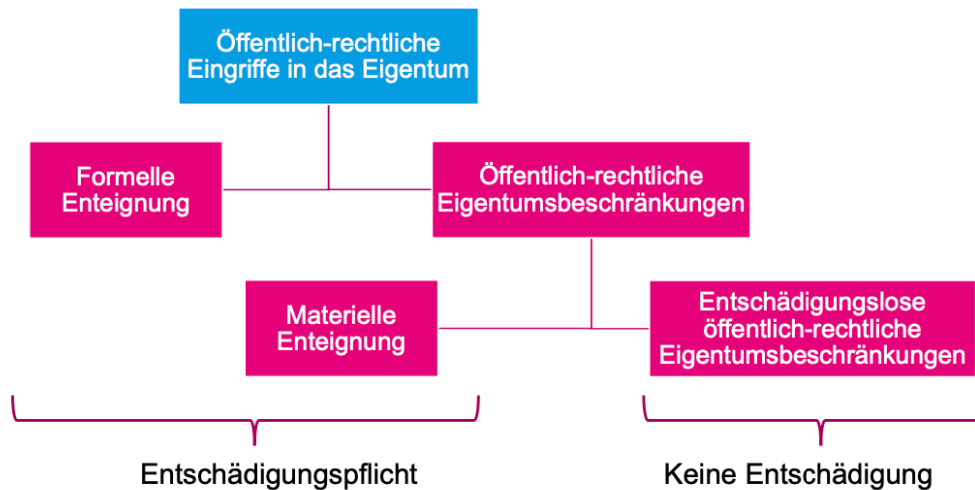 Öffentlich-rechtliche
Eingriffe in das Eigentum
Formelle
Enteignung
Öffentlich-rechtliche
Eigentumsbeschränkungen
Materielle
Enteignung
Entschädigungslose
öffentlich-rechtliche
Eigentumsbeschränkungen
Entschädigungspflicht
Keine Entschädigung